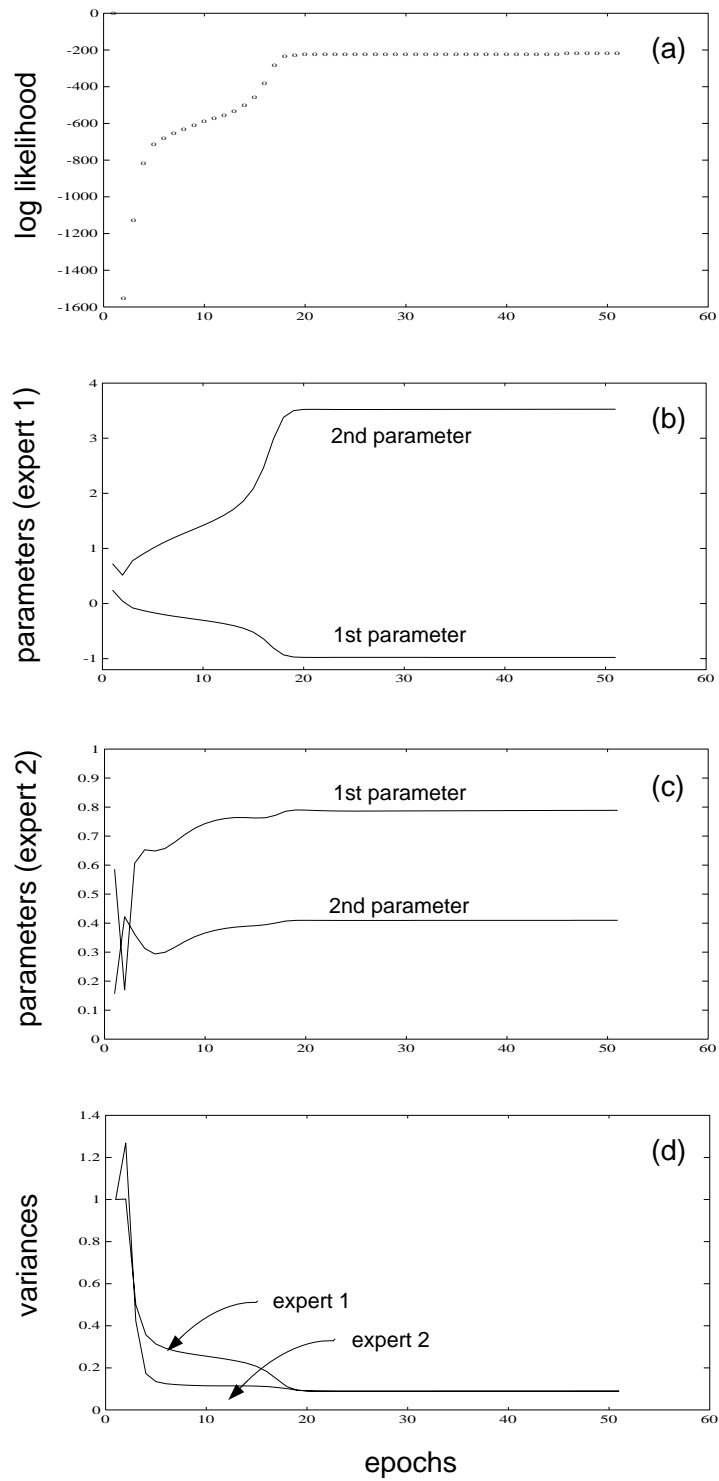 (a)
log likelihood
0
-200
-400
-600
-800
-1000
-1200
-1400
-1600
0 10 20 30 40 50 60
(b)
parameters (expert 1)
4
3
2
1
0
-1
2nd parameter
1st parameter
0 10 20 30 40 50 60
(c)
parameters (expert 2)
1
0.9
0.8
0.7
0.6
0.5
0.4
0.3
0.2
0.1
0
1st parameter
2nd parameter
0 10 20 30 40 50 60
(d)
variances
1.4
1.2
1
0.8
0.6
0.4
0.2
0
expert 1
expert 2
0 10 20 30 40 50 60
epochs